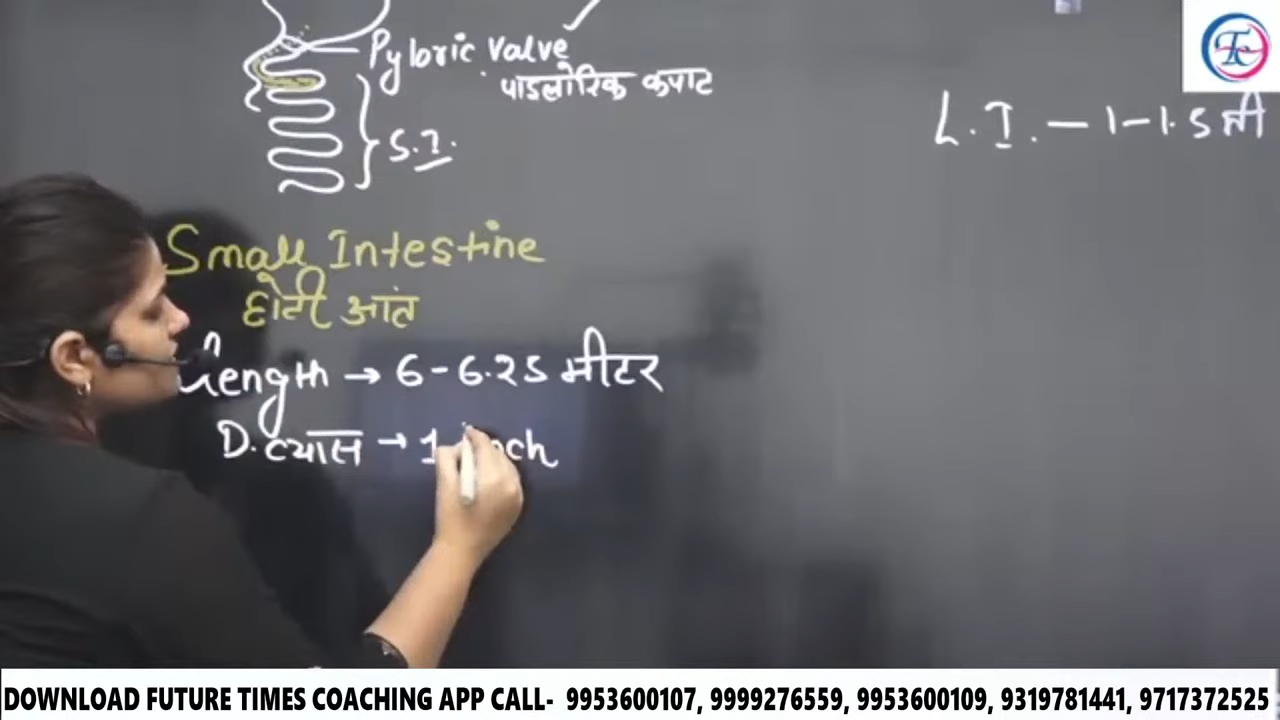 Pyloric valve
पाइलोरिक कपाट
L.I. – 1-1.5 मी
S.I.
Small Intestine
छोटी आंत
Length → 6-6.25 मीटर
D. व्यास → 1 inch
DOWNLOAD FUTURE TIMES COACHING APP CALL- 9953600107, 9999276559, 9953600109, 9319781441, 9717372525